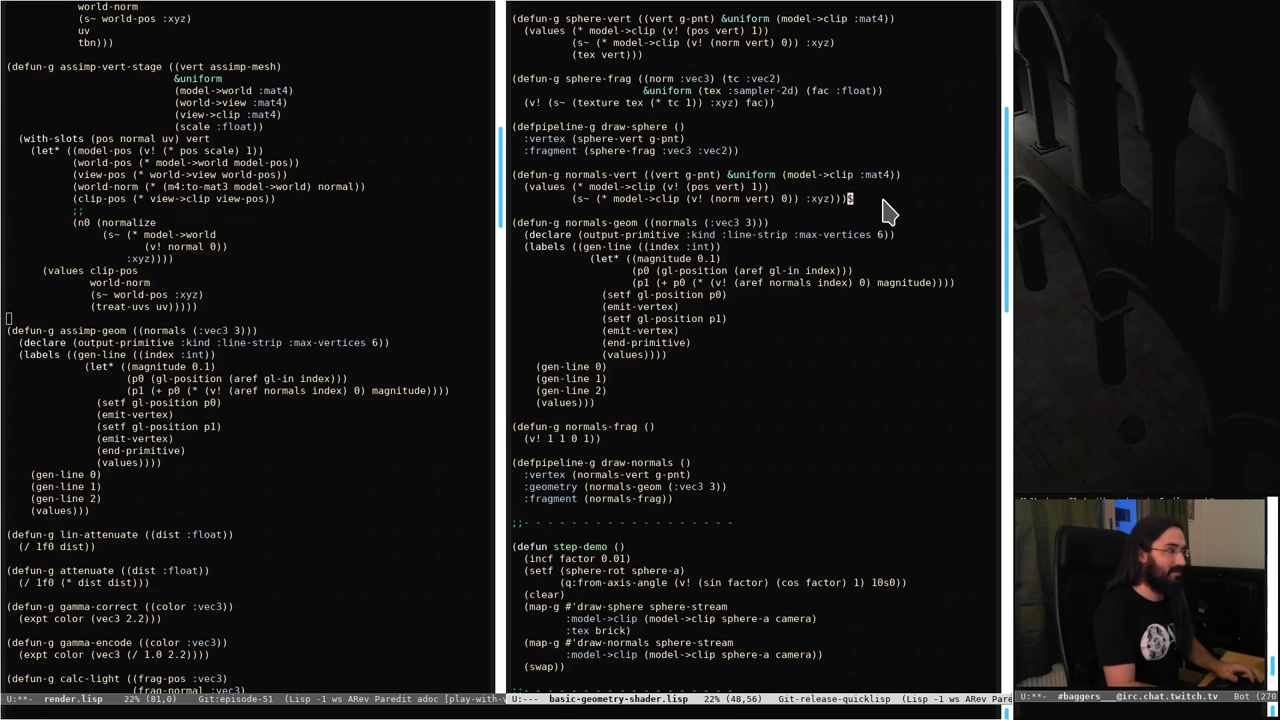 world-norm
(s~ world-pos :xyz)
uv
tbn)))
(defun-g assimp-vert-stage ((vert assimp-mesh)
&uniform
(model->world :mat4)
(world->view :mat4)
(view->clip :mat4)
(scale :float))
(with-slots (pos normal uv) vert
(let* ((model-pos (v! (* pos scale) 1))
(world-pos (* model->world model-pos))
(view-pos (* world->view world-pos))
(world-norm (* (m4:to-mat3 model->world) normal))
(clip-pos (* view->clip view-pos))
;;
(n0 (normalize
(s~ (* model->world
(v! normal 0))
:xyz))))
(values clip-pos
world-norm
(s~ world-pos :xyz)
(treat-uvs uv)))))
(defun-g assimp-geom ((normals (:vec3 3)))
(declare (output-primitive :kind :line-strip :max-vertices 6))
(labels ((gen-line ((index :int))
(let* ((magnitude 0.1)
(p0 (gl-position (aref gl-in index)))
(p1 (+ p0 (* (v! (aref normals index) 0) magnitude))))
(setf gl-position p0)
(emit-vertex)
(setf gl-position p1)
(emit-vertex)
(end-primitive)
(values))))
(gen-line 0)
(gen-line 1)
(gen-line 2)
(values)))
(defun-g lin-attenuate ((dist :float))
(/ 1f0 dist))
(defun-g attenuate ((dist :float))
(/ 1f0 (* dist dist)))
(defun-g gamma-correct ((color :vec3))
(expt color (vec3 2.2)))
(defun-g gamma-encode ((color :vec3))
(expt color (vec3 (/ 1.0 2.2))))
(defun-g calc-light ((frag-pos :vec3)
(frag-normal :vec3)
U:**-  render.lisp    22% (81,0)    Git:episode-51  (Lisp -1 ws ARev Paredit adoc [play-with-
(defun-g sphere-vert ((vert g-pnt) &uniform (model->clip :mat4))
(values (* model->clip (v! (pos vert) 1))
(s~ (* model->clip (v! (norm vert) 0)) :xyz)
(tex vert)))
(defun-g sphere-frag ((norm :vec3) (tc :vec2)
&uniform (tex :sampler-2d) (fac :float))
(v! (s~ (texture tex (* tc 1)) :xyz) fac))
(defpipeline-g draw-sphere ()
:vertex (sphere-vert g-pnt)
:fragment (sphere-frag :vec3 :vec2))
(defun-g normals-vert ((vert g-pnt) &uniform (model->clip :mat4))
(values (* model->clip (v! (pos vert) 1))
(s~ (* model->clip (v! (norm vert) 0)) :xyz)))$
(defun-g normals-geom ((normals (:vec3 3)))
(declare (output-primitive :kind :line-strip :max-vertices 6))
(labels ((gen-line ((index :int))
(let* ((magnitude 0.1)
(p0 (gl-position (aref gl-in index)))
(p1 (+ p0 (* (v! (aref normals index) 0) magnitude))))
(setf gl-position p0)
(emit-vertex)
(setf gl-position p1)
(emit-vertex)
(end-primitive)
(values))))
(gen-line 0)
(gen-line 1)
(gen-line 2)
(values)))
(defun-g normals-frag ()
(v! 1 1 0 1))
(defpipeline-g draw-normals ()
:vertex (normals-vert g-pnt)
:geometry (normals-geom (:vec3 3))
:fragment (normals-frag))
;;- - - - - - - - - - - - - - - - - -
(defun step-demo ()
(incf factor 0.01)
(setf (sphere-rot sphere-a)
(q:from-axis-angle (v! (sin factor) (cos factor) 1) 10s0))
(clear)
(map-g #'draw-sphere sphere-stream
:model->clip (model->clip sphere-a camera)
:tex brick)
(map-g #'draw-normals sphere-stream
:model->clip (model->clip sphere-a camera))
(swap))
U:---  basic-geometry-shader.lisp   22% (48,56)    Git-release-quicklisp  (Lisp -1 ws ARev Pare
U:**-  #baggers___@irc.chat.twitch.tv   Bot (270